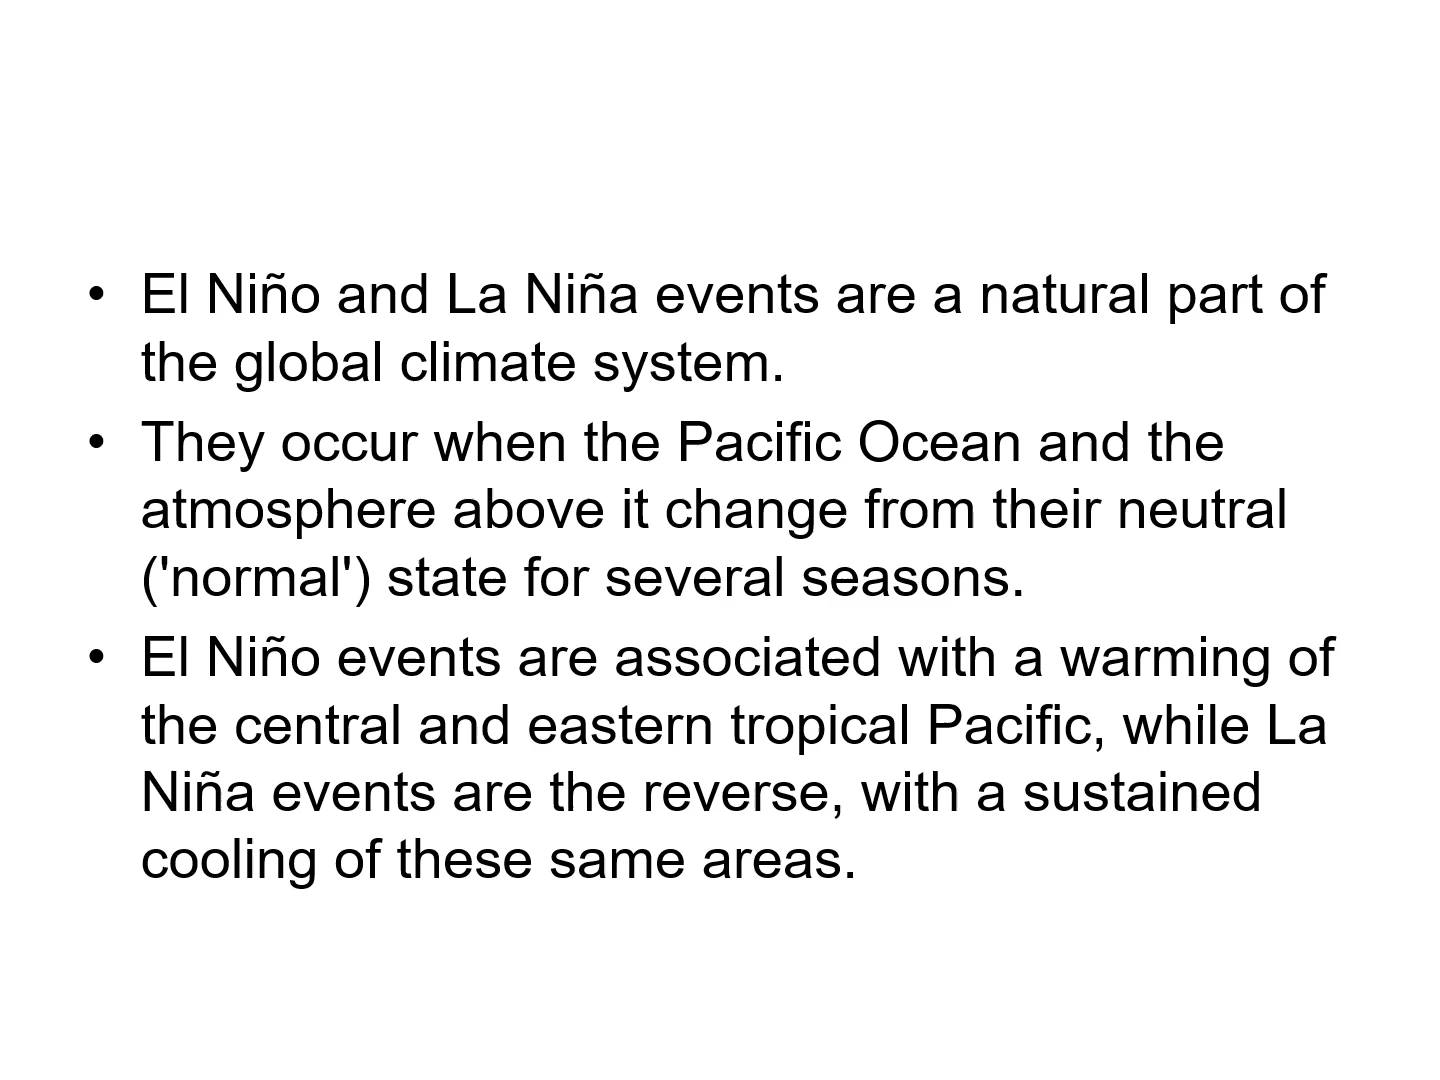 • El Niño and La Niña events are a natural part of
the global climate system.
• They occur when the Pacific Ocean and the
atmosphere above it change from their neutral
('normal') state for several seasons.
• El Niño events are associated with a warming of
the central and eastern tropical Pacific, while La
Niña events are the reverse, with a sustained
cooling of these same areas.